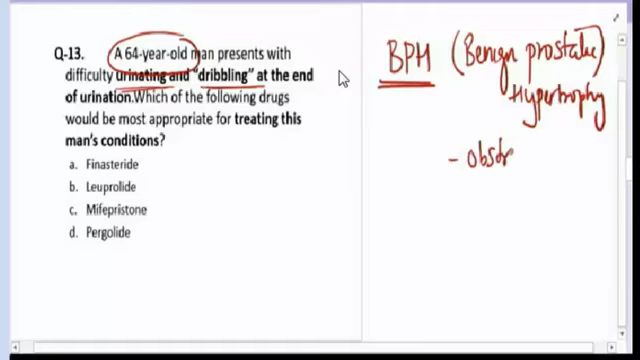 Q-13. A 64-year-old man presents with
difficulty urinating and "dribbling" at the end
of urination. Which of the following drugs
would be most appropriate for treating this
man's conditions?
a. Finasteride
b. Leuprolide
c. Mifepristone
d. Pergolide
BPH (Benign prostatic)
Hypertrophy
- Obstr